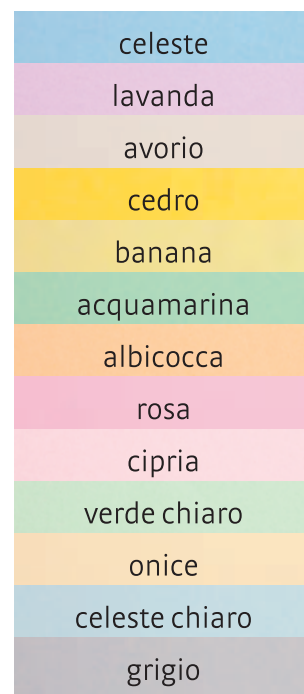 celeste
lavanda
avorio
cedro
banana
acquamarina
albicocca
rosa
cipria
verde chiaro
onice
celeste chiaro
grigio